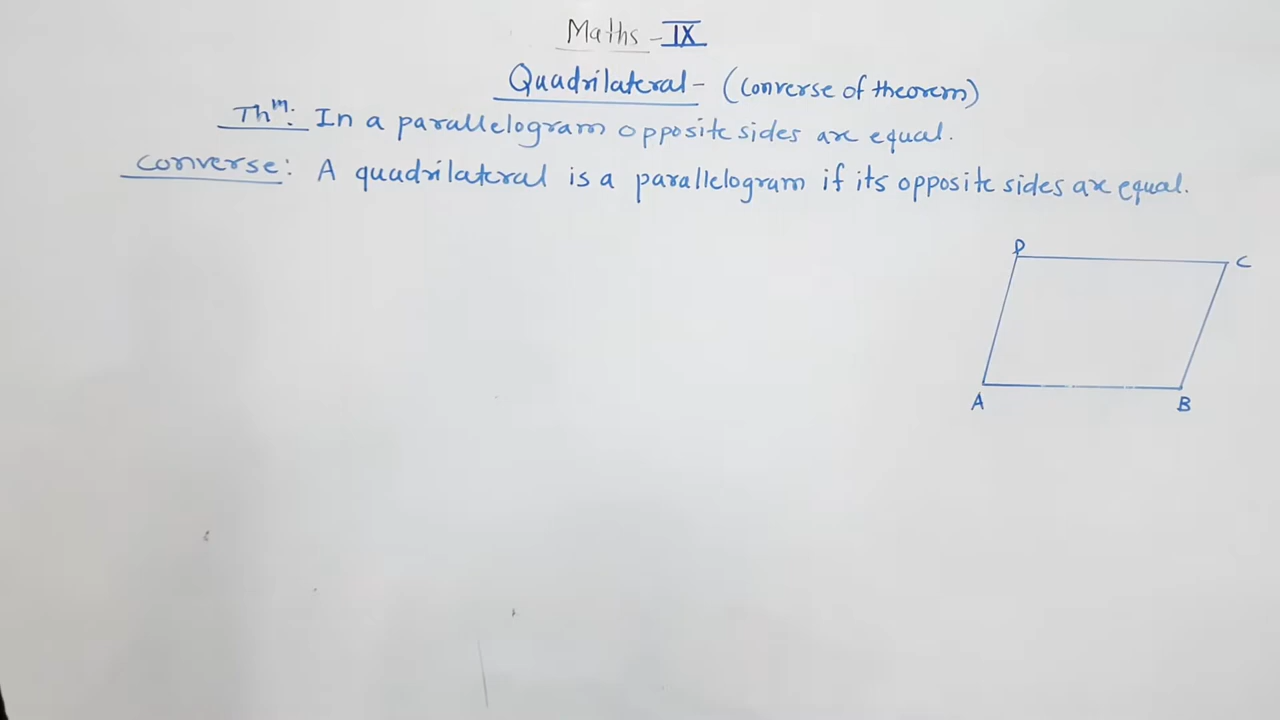 Maths - IX
Quadrilateral - (Converse of theorem)
Thm: In a parallelogram opposite sides are equal.
Converse: A quadrilateral is a parallelogram if its opposite sides are equal.
D
C
A
B